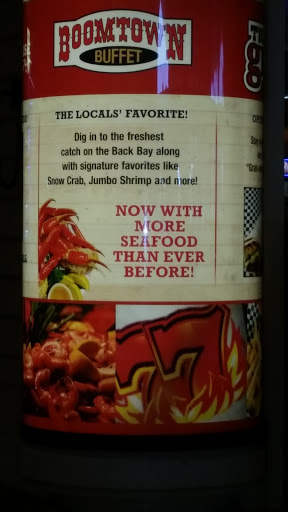 BOOMTOWN
BUFFET
THE LOCALS' FAVORITE!
Dig in to the freshest
catch on the Back Bay along
with signature favorites like
Snow Crab, Jumbo Shrimp and more!
NOW WITH
MORE
SEAFOOD
THAN EVER
BEFORE!
77